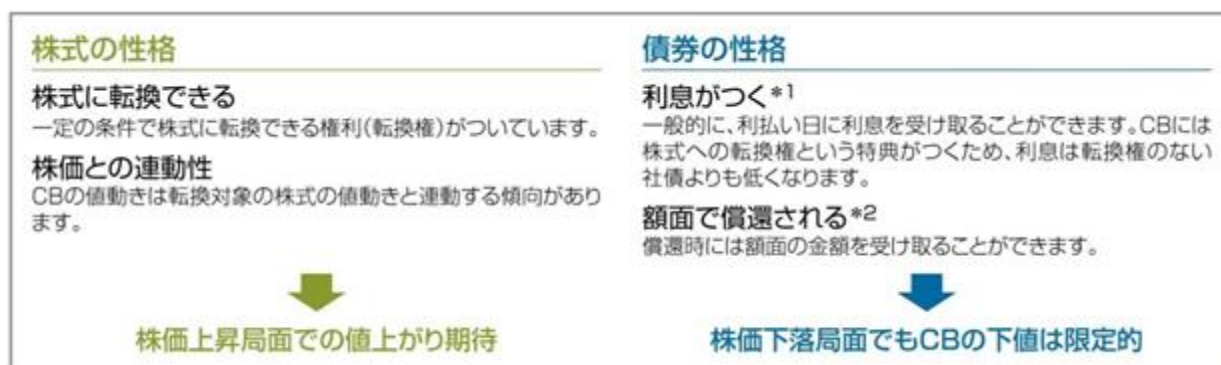 株式の性格
株式に転換できる
一定の条件で株式に転換できる権利(転換権)がついています。
株価との連動性
CBの値動きは転換対象の株式の値動きと連動する傾向があり
ます。
株価上昇局面での値上がり期待
債券の性格
利息がつく*1
一般的に、利払い日に利息を受け取ることができます。CBには
株式への転換権という特典がつくため、利息は転換権のない
社債よりも低くなります。
額面で償還される*2
償還時には額面の金額を受け取ることができます。
株価下落局面でもCBの下値は限定的